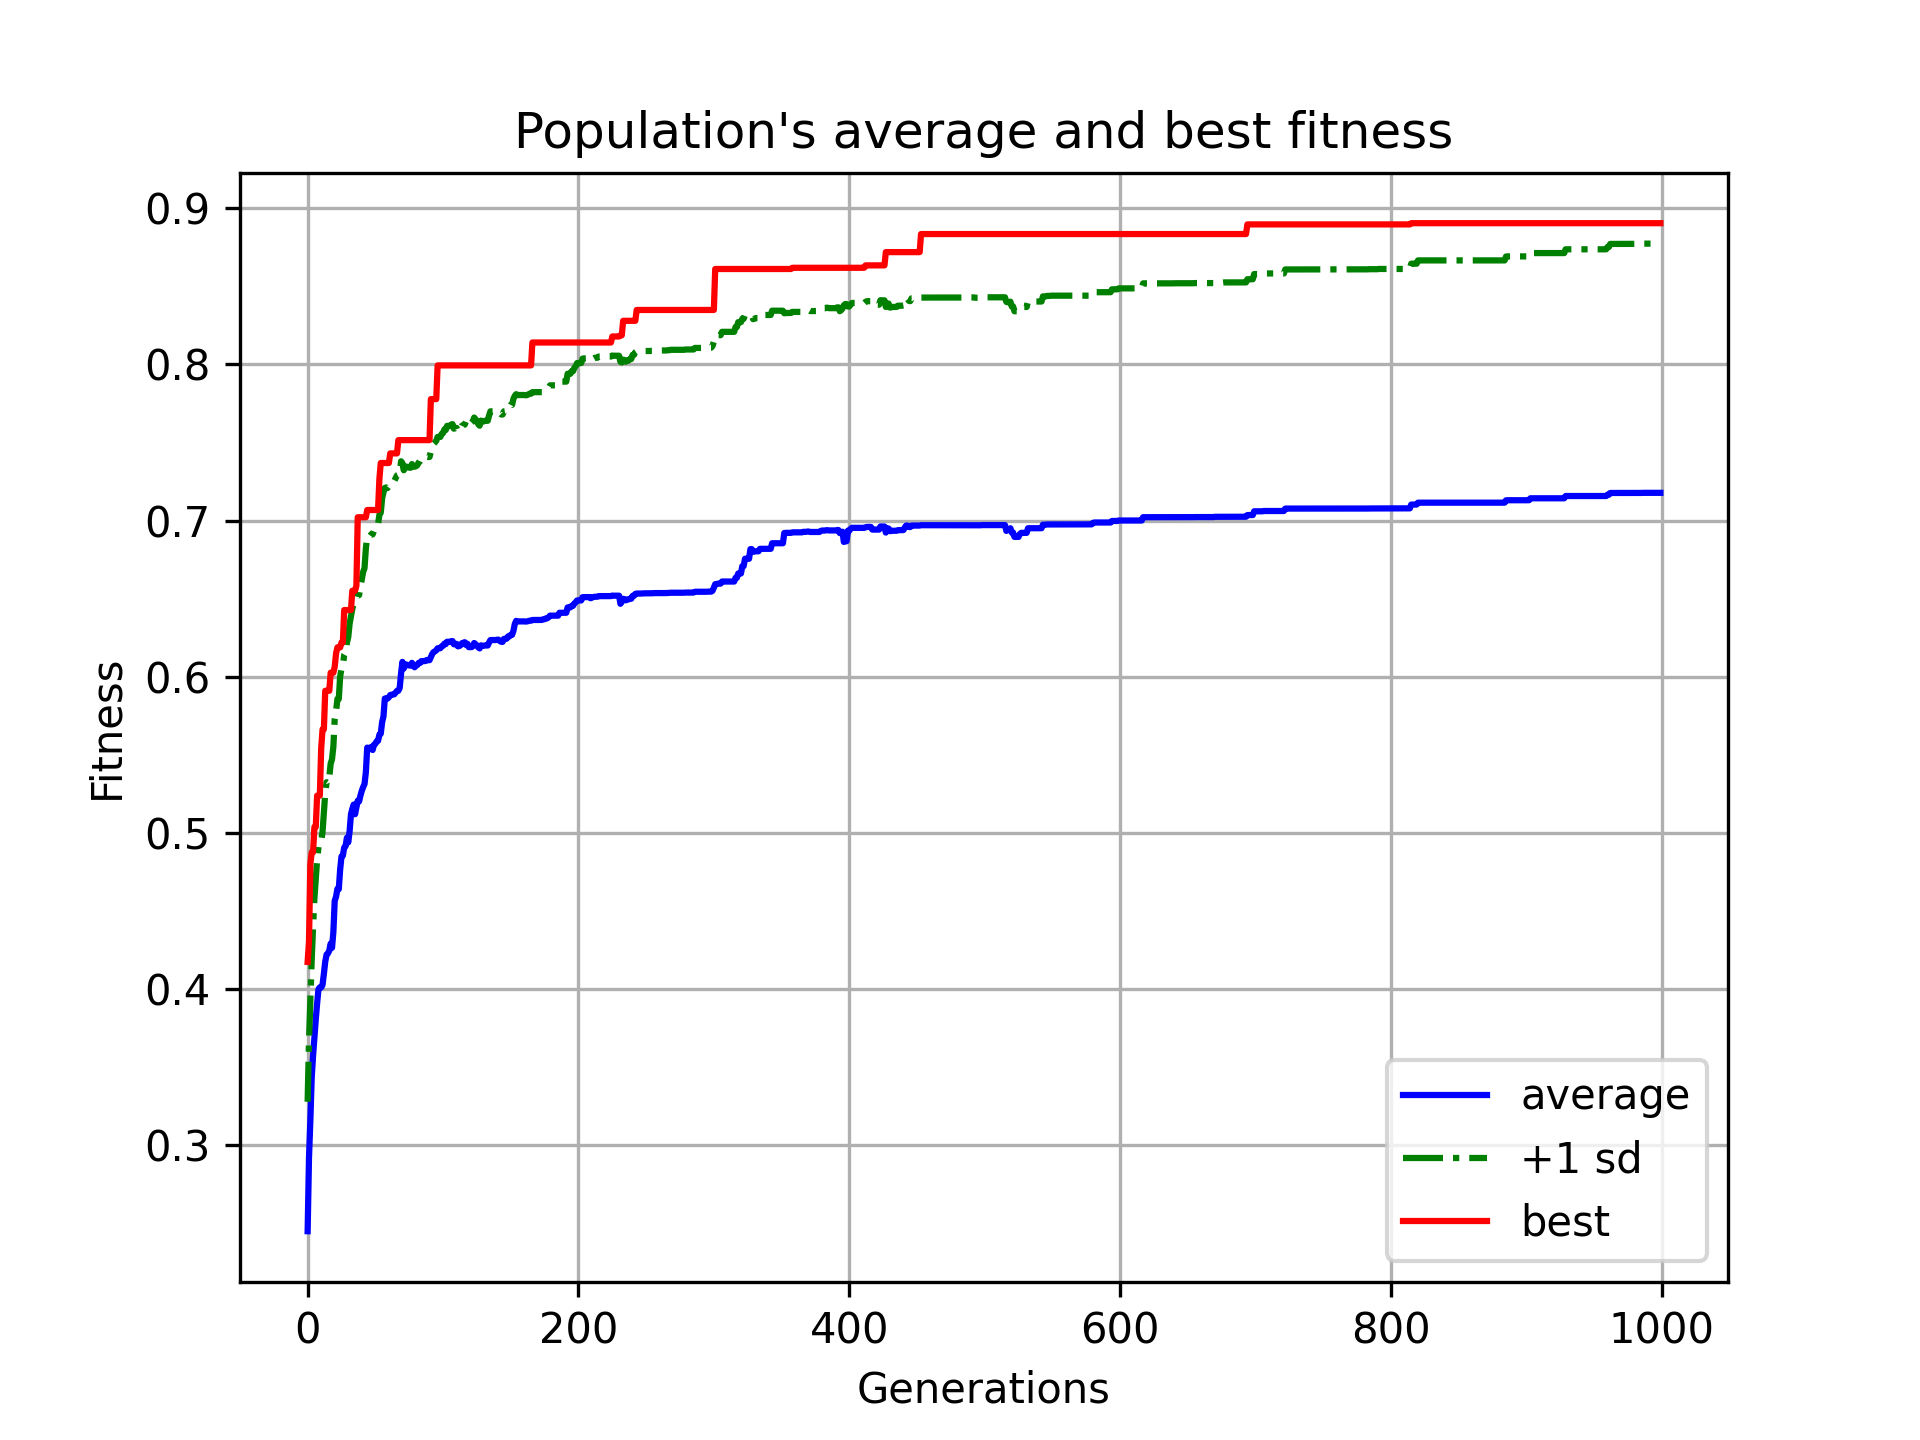 Population's average and best fitness
0.9
0.8
0.7
0.6
0.5
0.4
0.3
Fitness
average
+1 sd
best
0 200 400 600 800 1000
Generations